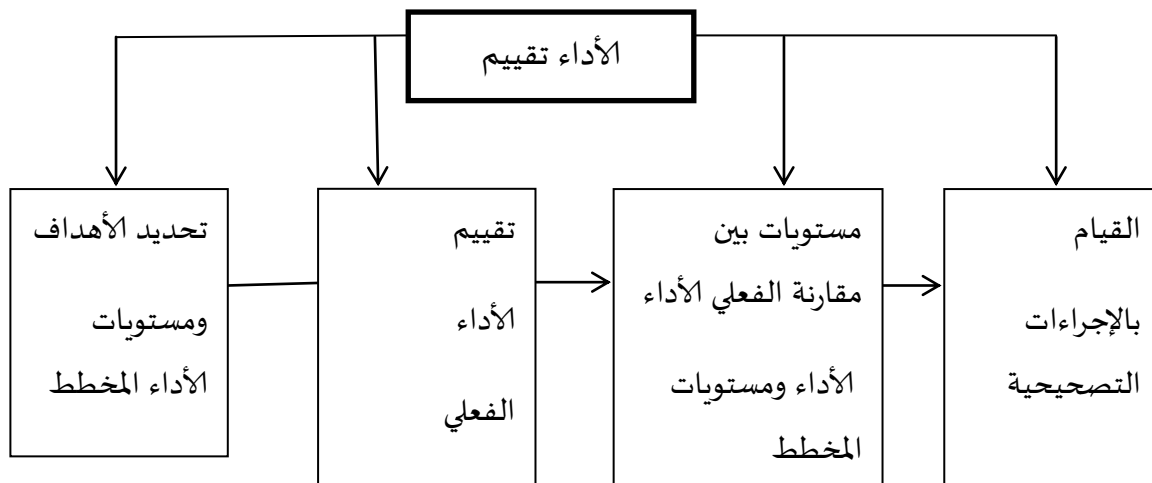 الأداء تقييم
تحديد الأهداف
ومستويات
الأداء المخطط
تقييم
الأداء
الفعلي
مستويات بين
مقارنة الفعلي الأداء
الأداء ومستويات
المخطط
القيام
بالإجراءات
التصحيحية